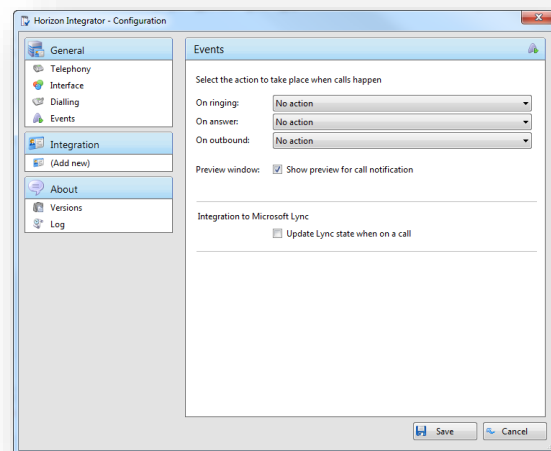 Horizon Integrator - Configuration
General
Telephony
Interface
Dialling
Events
Integration
(Add new)
About
Versions
Log
Events
Select the action to take place when calls happen
On ringing: No action
On answer: No action
On outbound: No action
Preview window: Show preview for call notification
Integration to Microsoft Lync
Update Lync state when on a call
Save Cancel